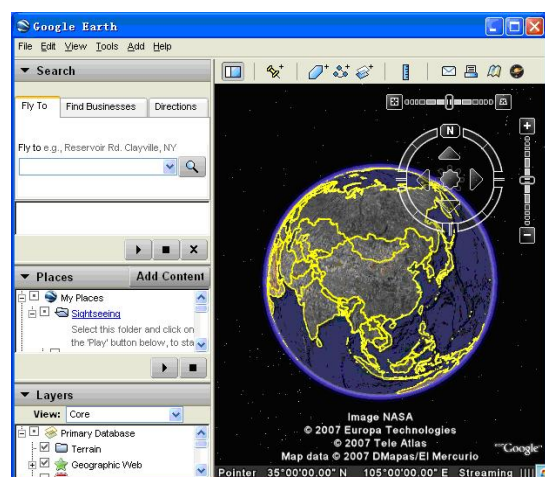 Google Earth
File Edit View Tools Add Help
Search
Fly To Find Businesses Directions
Fly to e.g., Reservoir Rd. Clayville, NY
Places Add Content
My Places
Sightseeing
Select this folder and click on
the 'Play' button below, to sta
Layers
View: Core
Primary Database
Terrain
Geographic Web
N
Image NASA
© 2007 Europa Technologies
© 2007 Tele Atlas
Map data © 2007 DMapas/El Mercurio
Google
Pointer 35°00'00.00" N 105°00'00.00" E Streaming